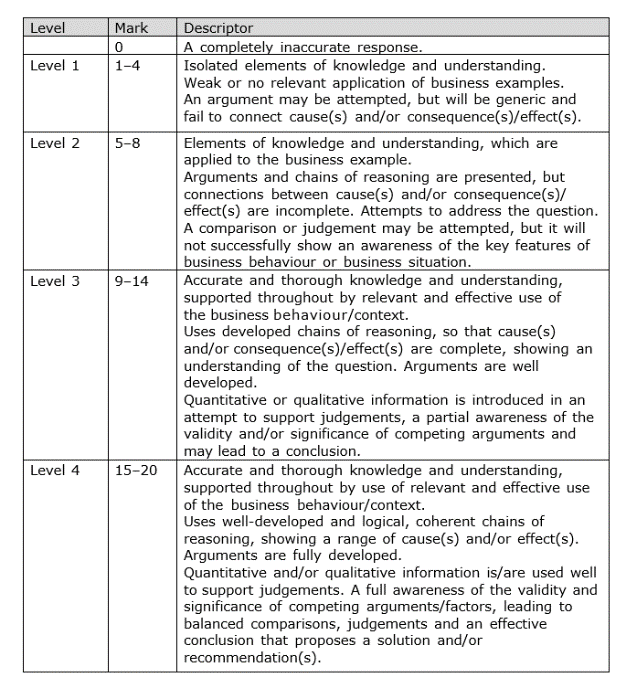 Level Mark Descriptor
0 A completely inaccurate response.
Level 1 1–4 Isolated elements of knowledge and understanding.
Weak or no relevant application of business examples.
An argument may be attempted, but will be generic and
fail to connect cause(s) and/or consequence(s)/effect(s).
Level 2 5–8 Elements of knowledge and understanding, which are
applied to the business example.
Arguments and chains of reasoning are presented, but
connections between cause(s) and/or consequence(s)/
effect(s) are incomplete. Attempts to address the question.
A comparison or judgement may be attempted, but it will
not successfully show an awareness of the key features of
business behaviour or business situation.
Level 3 9–14 Accurate and thorough knowledge and understanding,
supported throughout by relevant and effective use of
the business behaviour/context.
Uses developed chains of reasoning, so that cause(s)
and/or consequence(s)/effect(s) are complete, showing an
understanding of the question. Arguments are well
developed.
Quantitative or qualitative information is introduced in an
attempt to support judgements, a partial awareness of the
validity and/or significance of competing arguments and
may lead to a conclusion.
Level 4 15–20 Accurate and thorough knowledge and understanding,
supported throughout by use of relevant and effective use
of the business behaviour/context.
Uses well-developed and logical, coherent chains of
reasoning, showing a range of cause(s) and/or effect(s).
Arguments are fully developed.
Quantitative and/or qualitative information is/are used well
to support judgements. A full awareness of the validity and
significance of competing arguments/factors, leading to
balanced comparisons, judgements and an effective
conclusion that proposes a solution and/or
recommendation(s).